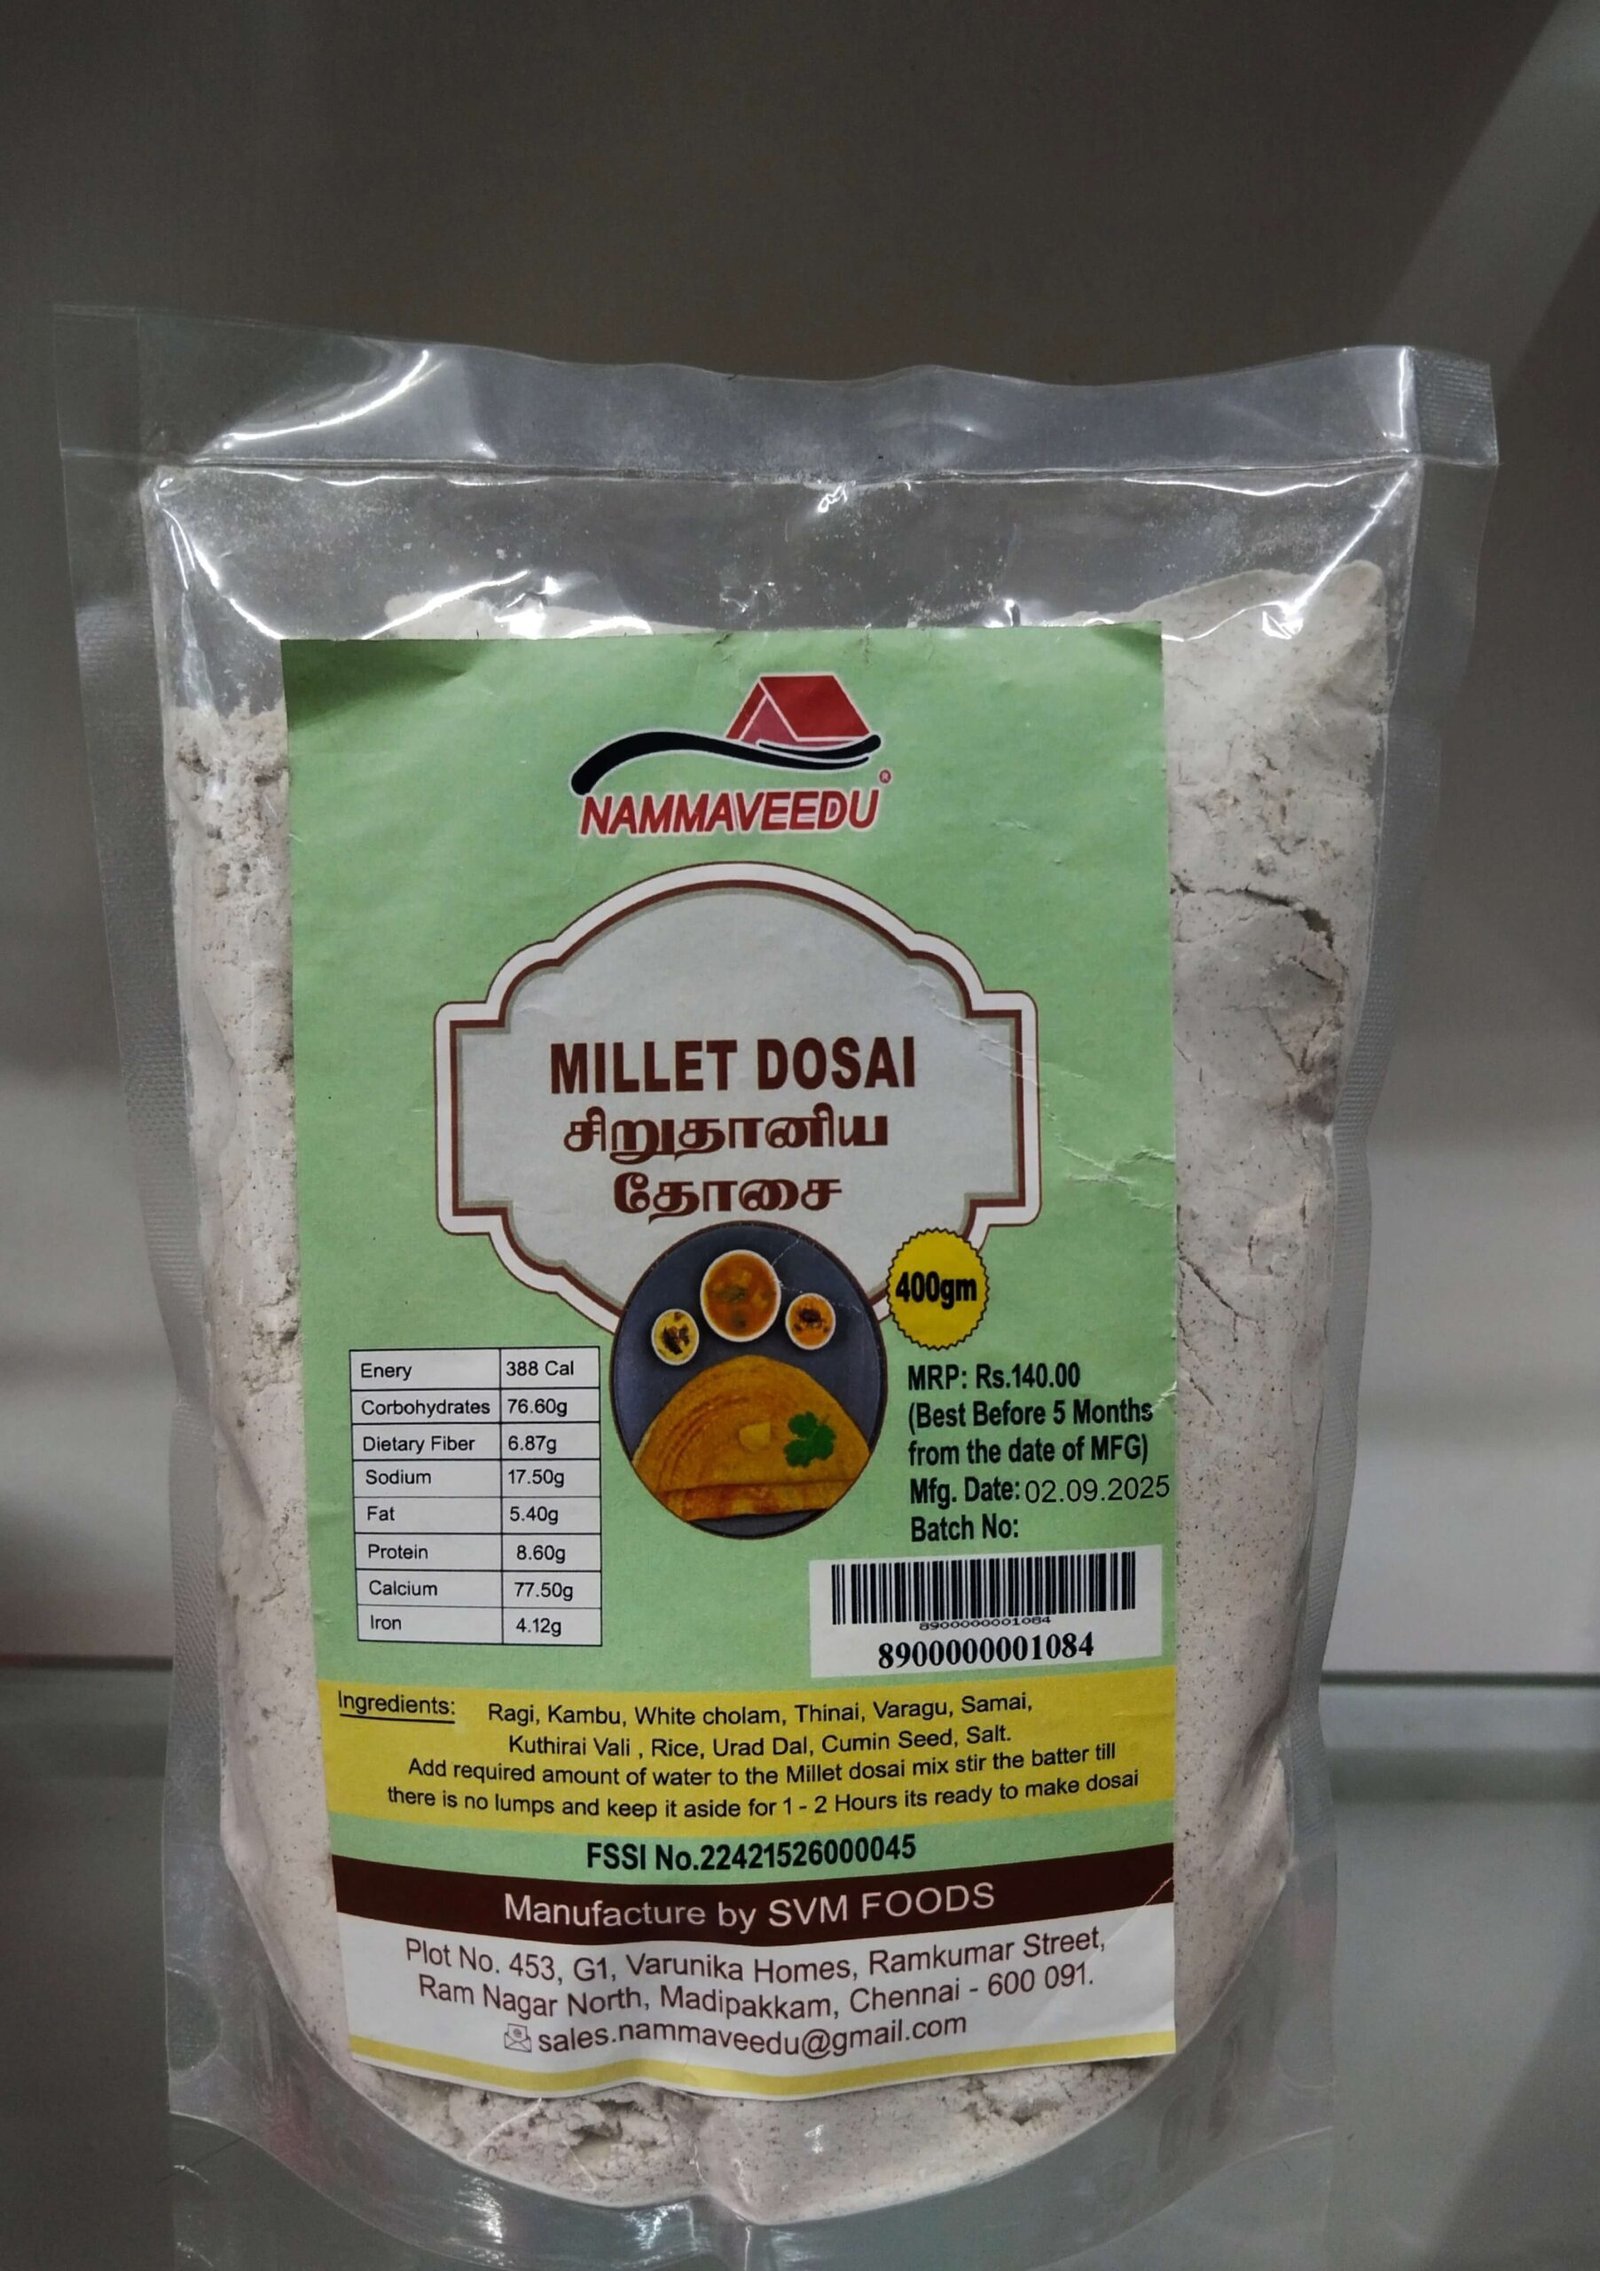 NAMMAVEEDU®
MILLET DOSAI
சிறுதானிய
தோசை
400gm
Enery 388 Cal
Corbohydrates 76.60g
Dietary Fiber 6.87g
Sodium 17.50g
Fat 5.40g
Protein 8.60g
Calcium 77.50g
Iron 4.12g
MRP: Rs.140.00
(Best Before 5 Months
from the date of MFG)
Mfg. Date: 02.09.2025
Batch No:
8900000001084
8900000001084
Ingredients: Ragi, Kambu, White cholam, Thinai, Varagu, Samai,
Kuthirai Vali , Rice, Urad Dal, Cumin Seed, Salt.
Add required amount of water to the Millet dosai mix stir the batter till
there is no lumps and keep it aside for 1 - 2 Hours its ready to make dosai
FSSI No.22421526000045
Manufacture by SVM FOODS
Plot No. 453, G1, Varunika Homes, Ramkumar Street,
Ram Nagar North, Madipakkam, Chennai - 600 091.
sales.nammaveedu@gmail.com